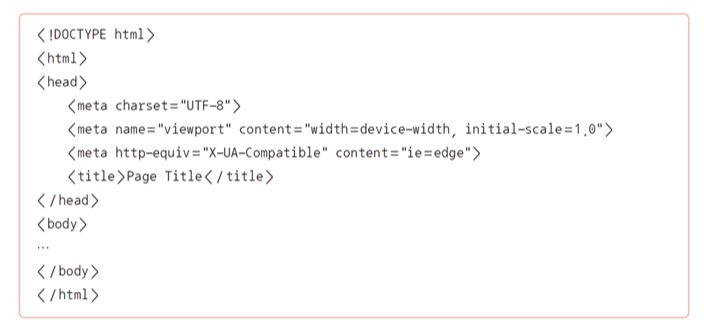 <!DOCTYPE html>
<html>
<head>
<meta charset="UTF-8">
<meta name="viewport" content="width=device-width, initial-scale=1.0">
<meta http-equiv="X-UA-Compatible" content="ie=edge">
<title>Page Title</title>
</head>
<body>
...
</body>
</html>